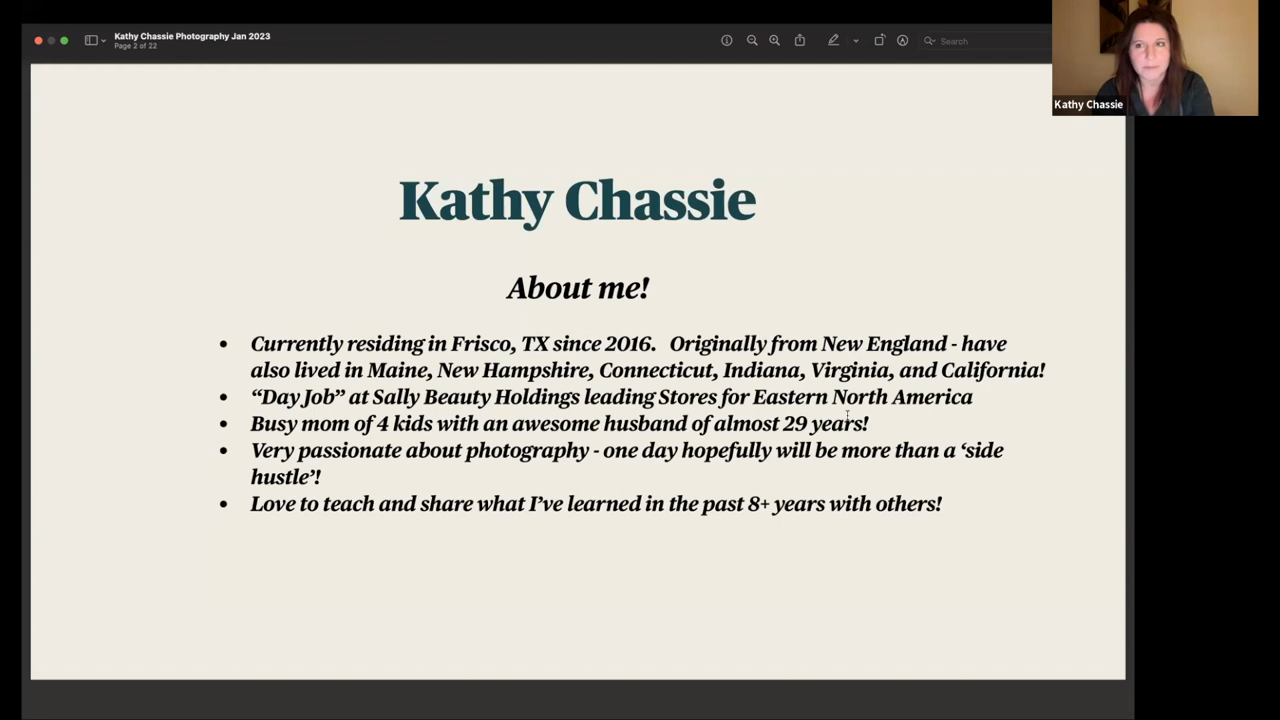 Kathy Chassie Photography Jan 2023
Page 2 of 22
Search
Kathy Chassie
Kathy Chassie
About me!
• Currently residing in Frisco, TX since 2016.   Originally from New England - have
also lived in Maine, New Hampshire, Connecticut, Indiana, Virginia, and California!
• “Day Job” at Sally Beauty Holdings leading Stores for Eastern North America
• Busy mom of 4 kids with an awesome husband of almost 29 years!
• Very passionate about photography - one day hopefully will be more than a ‘side
hustle’!
• Love to teach and share what I’ve learned in the past 8+ years with others!